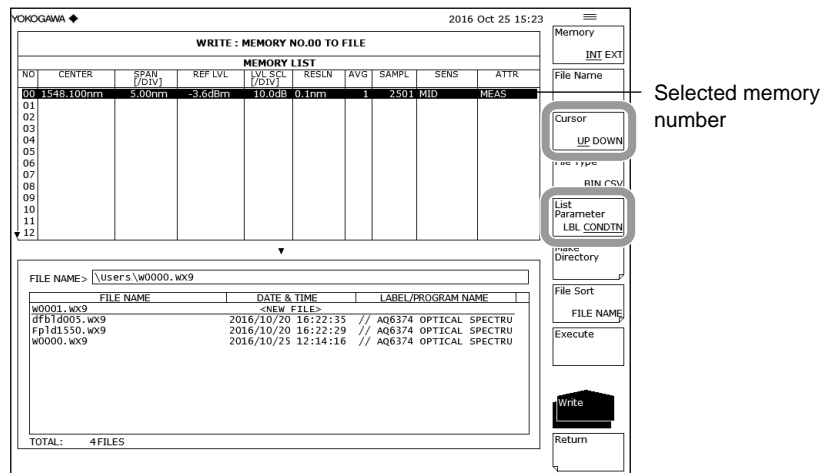 YOKOGAWA ◆ 2016 Oct 25 15:23
WRITE : MEMORY NO.00 TO FILE
MEMORY LIST
NO CENTER SPAN [/DIV] REF LVL LVL SCL [/DIV] RESLN AVG SAMPL SENS ATTR
00 1548.100nm 5.00nm -3.6dBm 10.0dB 0.1nm 1 2501 MID MEAS
01
02
03
04
05
06
07
08
09
10
11
12
FILE NAME> \Users\W0000.WX9
FILE NAME DATE & TIME LABEL/PROGRAM NAME
W0001.WX9 <NEW FILE>
dfbld005.WX9 2016/10/20 16:22:35 // AQ6374 OPTICAL SPECTRU
Fpld1550.WX9 2016/10/20 16:22:29 // AQ6374 OPTICAL SPECTRU
W0000.WX9 2016/10/25 12:14:16 // AQ6374 OPTICAL SPECTRU
TOTAL: 4FILES
Memory
INT EXT
File Name
Cursor
UP DOWN
File Type
BIN CSV
List
Parameter
LBL CONDTN
Make
Directory
File Sort
FILE NAME
Execute
Write
Return
Selected memory
number